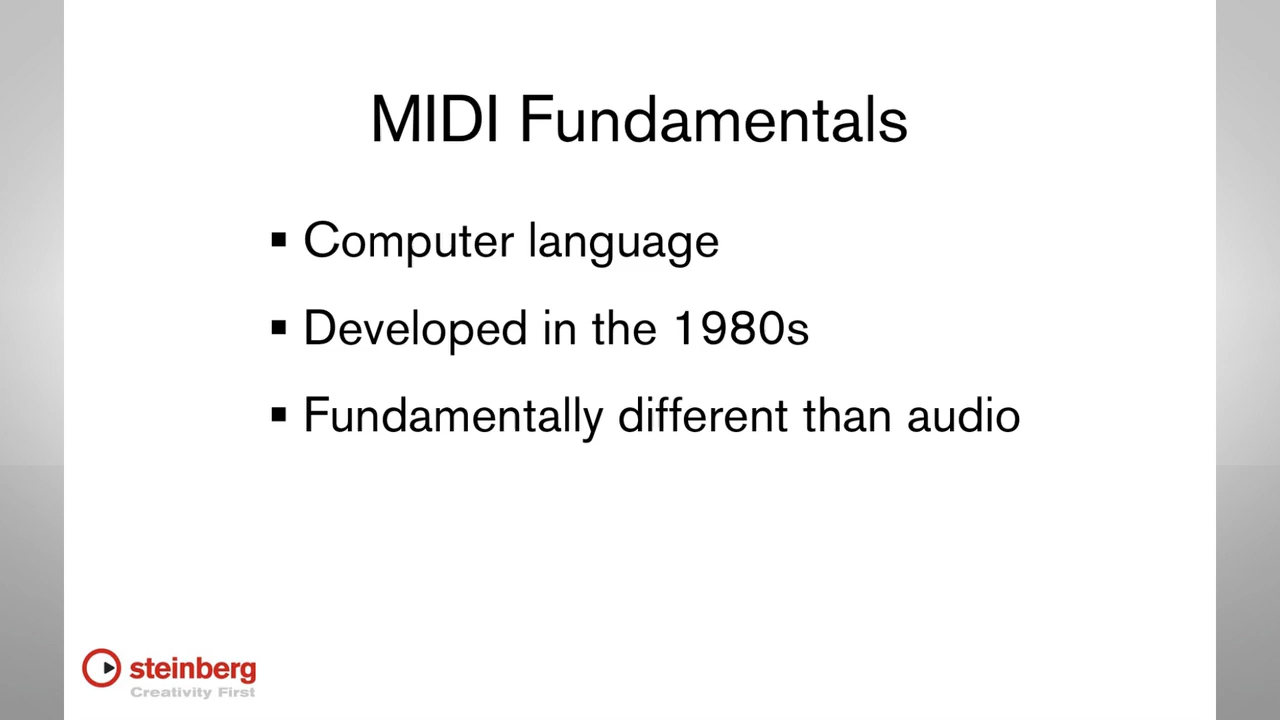 MIDI Fundamentals
▪ Computer language
▪ Developed in the 1980s
▪ Fundamentally different than audio
steinberg
Creativity First